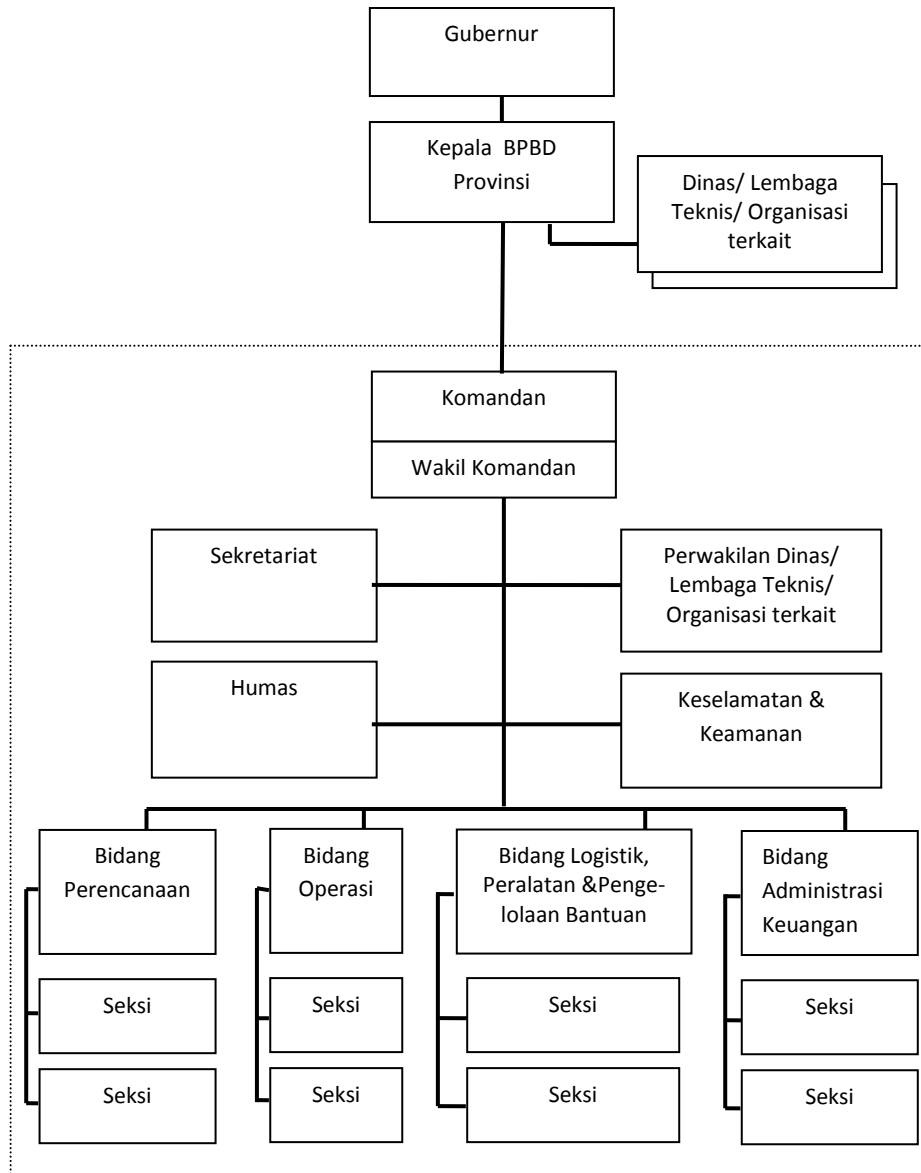 Gubernur
Kepala BPBD
Provinsi
Dinas/ Lembaga
Teknis/ Organisasi
terkait
Komandan
Wakil Komandan
Sekretariat
Perwakilan Dinas/
Lembaga Teknis/
Organisasi terkait
Humas
Keselamatan &
Keamanan
Bidang
Perencanaan
Bidang
Operasi
Bidang Logistik,
Peralatan &Penge-
lolaan Bantuan
Bidang
Administrasi
Keuangan
Seksi
Seksi
Seksi
Seksi
Seksi
Seksi
Seksi
Seksi